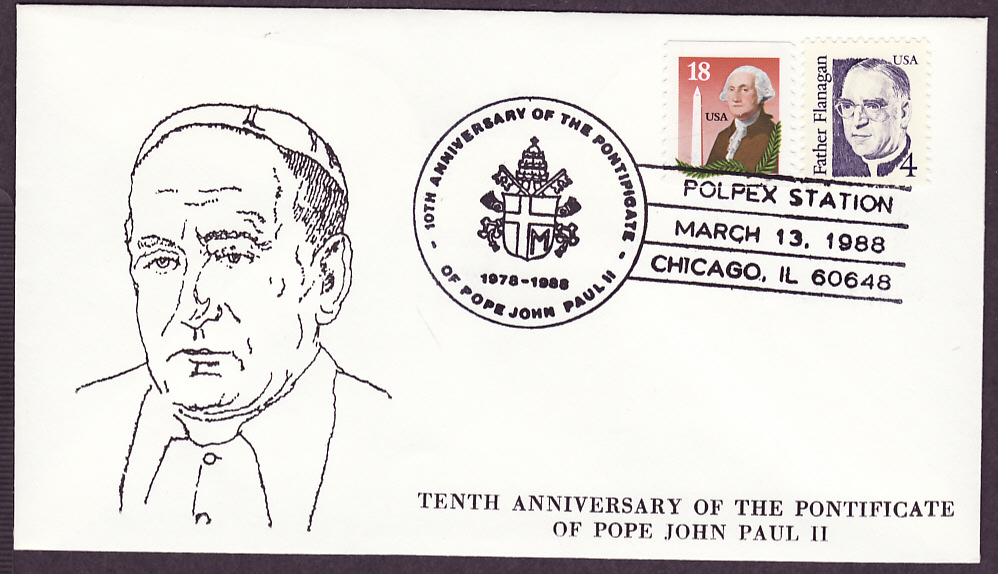 18
USA
Father Flanagan
USA
4
10TH ANNIVERSARY OF THE PONTIFICATE
OF POPE JOHN PAUL II
M
1978-1988
POLPEX STATION
MARCH 13, 1988
CHICAGO, IL 60648
TENTH ANNIVERSARY OF THE PONTIFICATE
OF POPE JOHN PAUL II